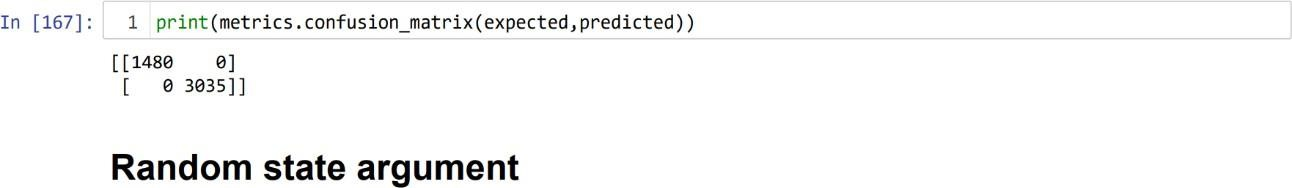 In [167]: 1 print(metrics.confusion_matrix(expected,predicted))
[[1480    0]
 [   0 3035]]
Random state argument